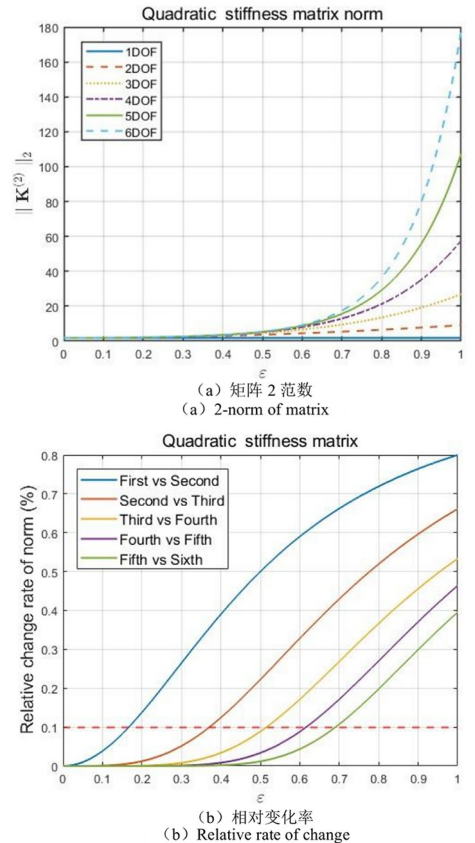 Quadratic stiffness matrix norm
180
160
140
120
100
80
60
40
20
0
|| K^(2) ||_2
1DOF
2DOF
3DOF
4DOF
5DOF
6DOF
0 0.1 0.2 0.3 0.4 0.5 0.6 0.7 0.8 0.9 1
ε
（a）矩阵 2 范数
（a）2-norm of matrix
Quadratic stiffness matrix
0.8
0.7
0.6
0.5
0.4
0.3
0.2
0.1
0
Relative change rate of norm (%)
First vs Second
Second vs Third
Third vs Fourth
Fourth vs Fifth
Fifth vs Sixth
0 0.1 0.2 0.3 0.4 0.5 0.6 0.7 0.8 0.9 1
ε
（b）相对变化率
（b）Relative rate of change